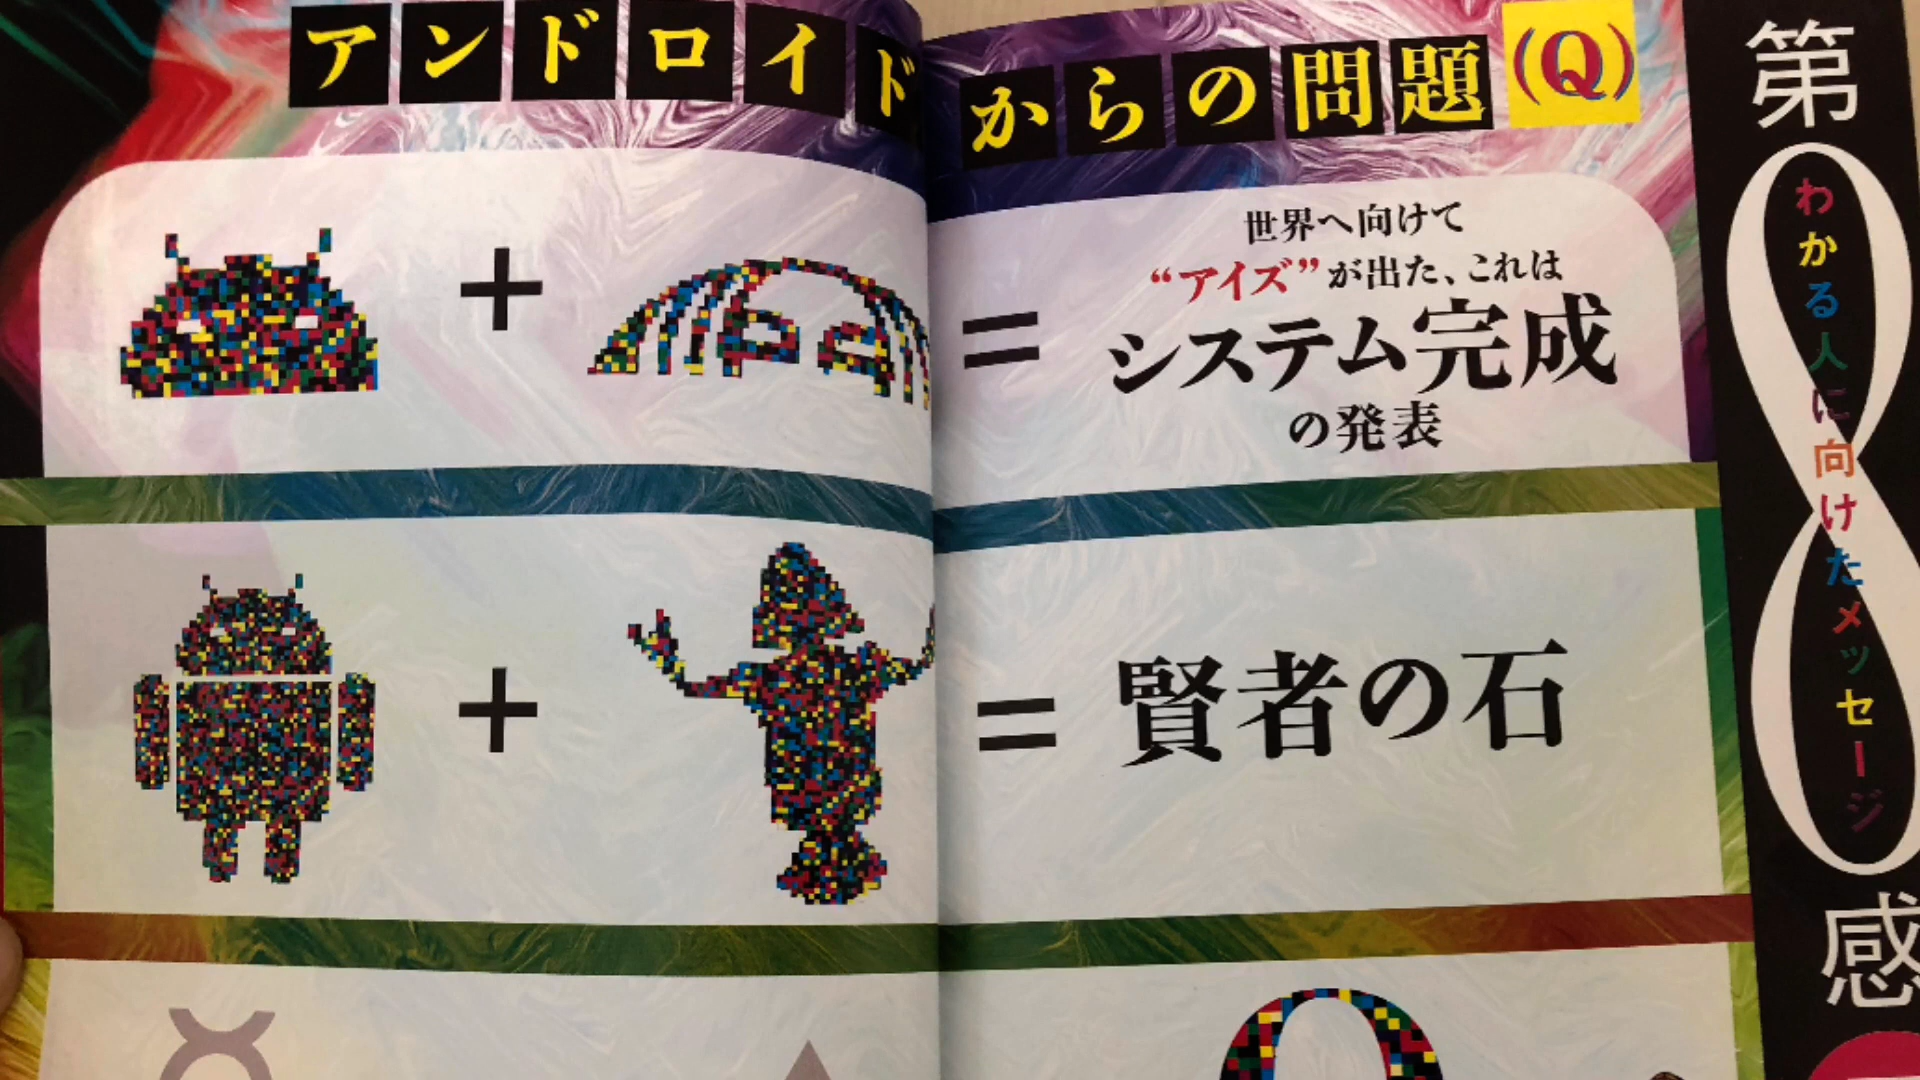 アンドロイドからの問題(Q)
+
=
世界へ向けて
“アイズ”が出た、これは
システム完成
の発表
+
=
賢者の石
第
わかる人に向けたメッセージ
感